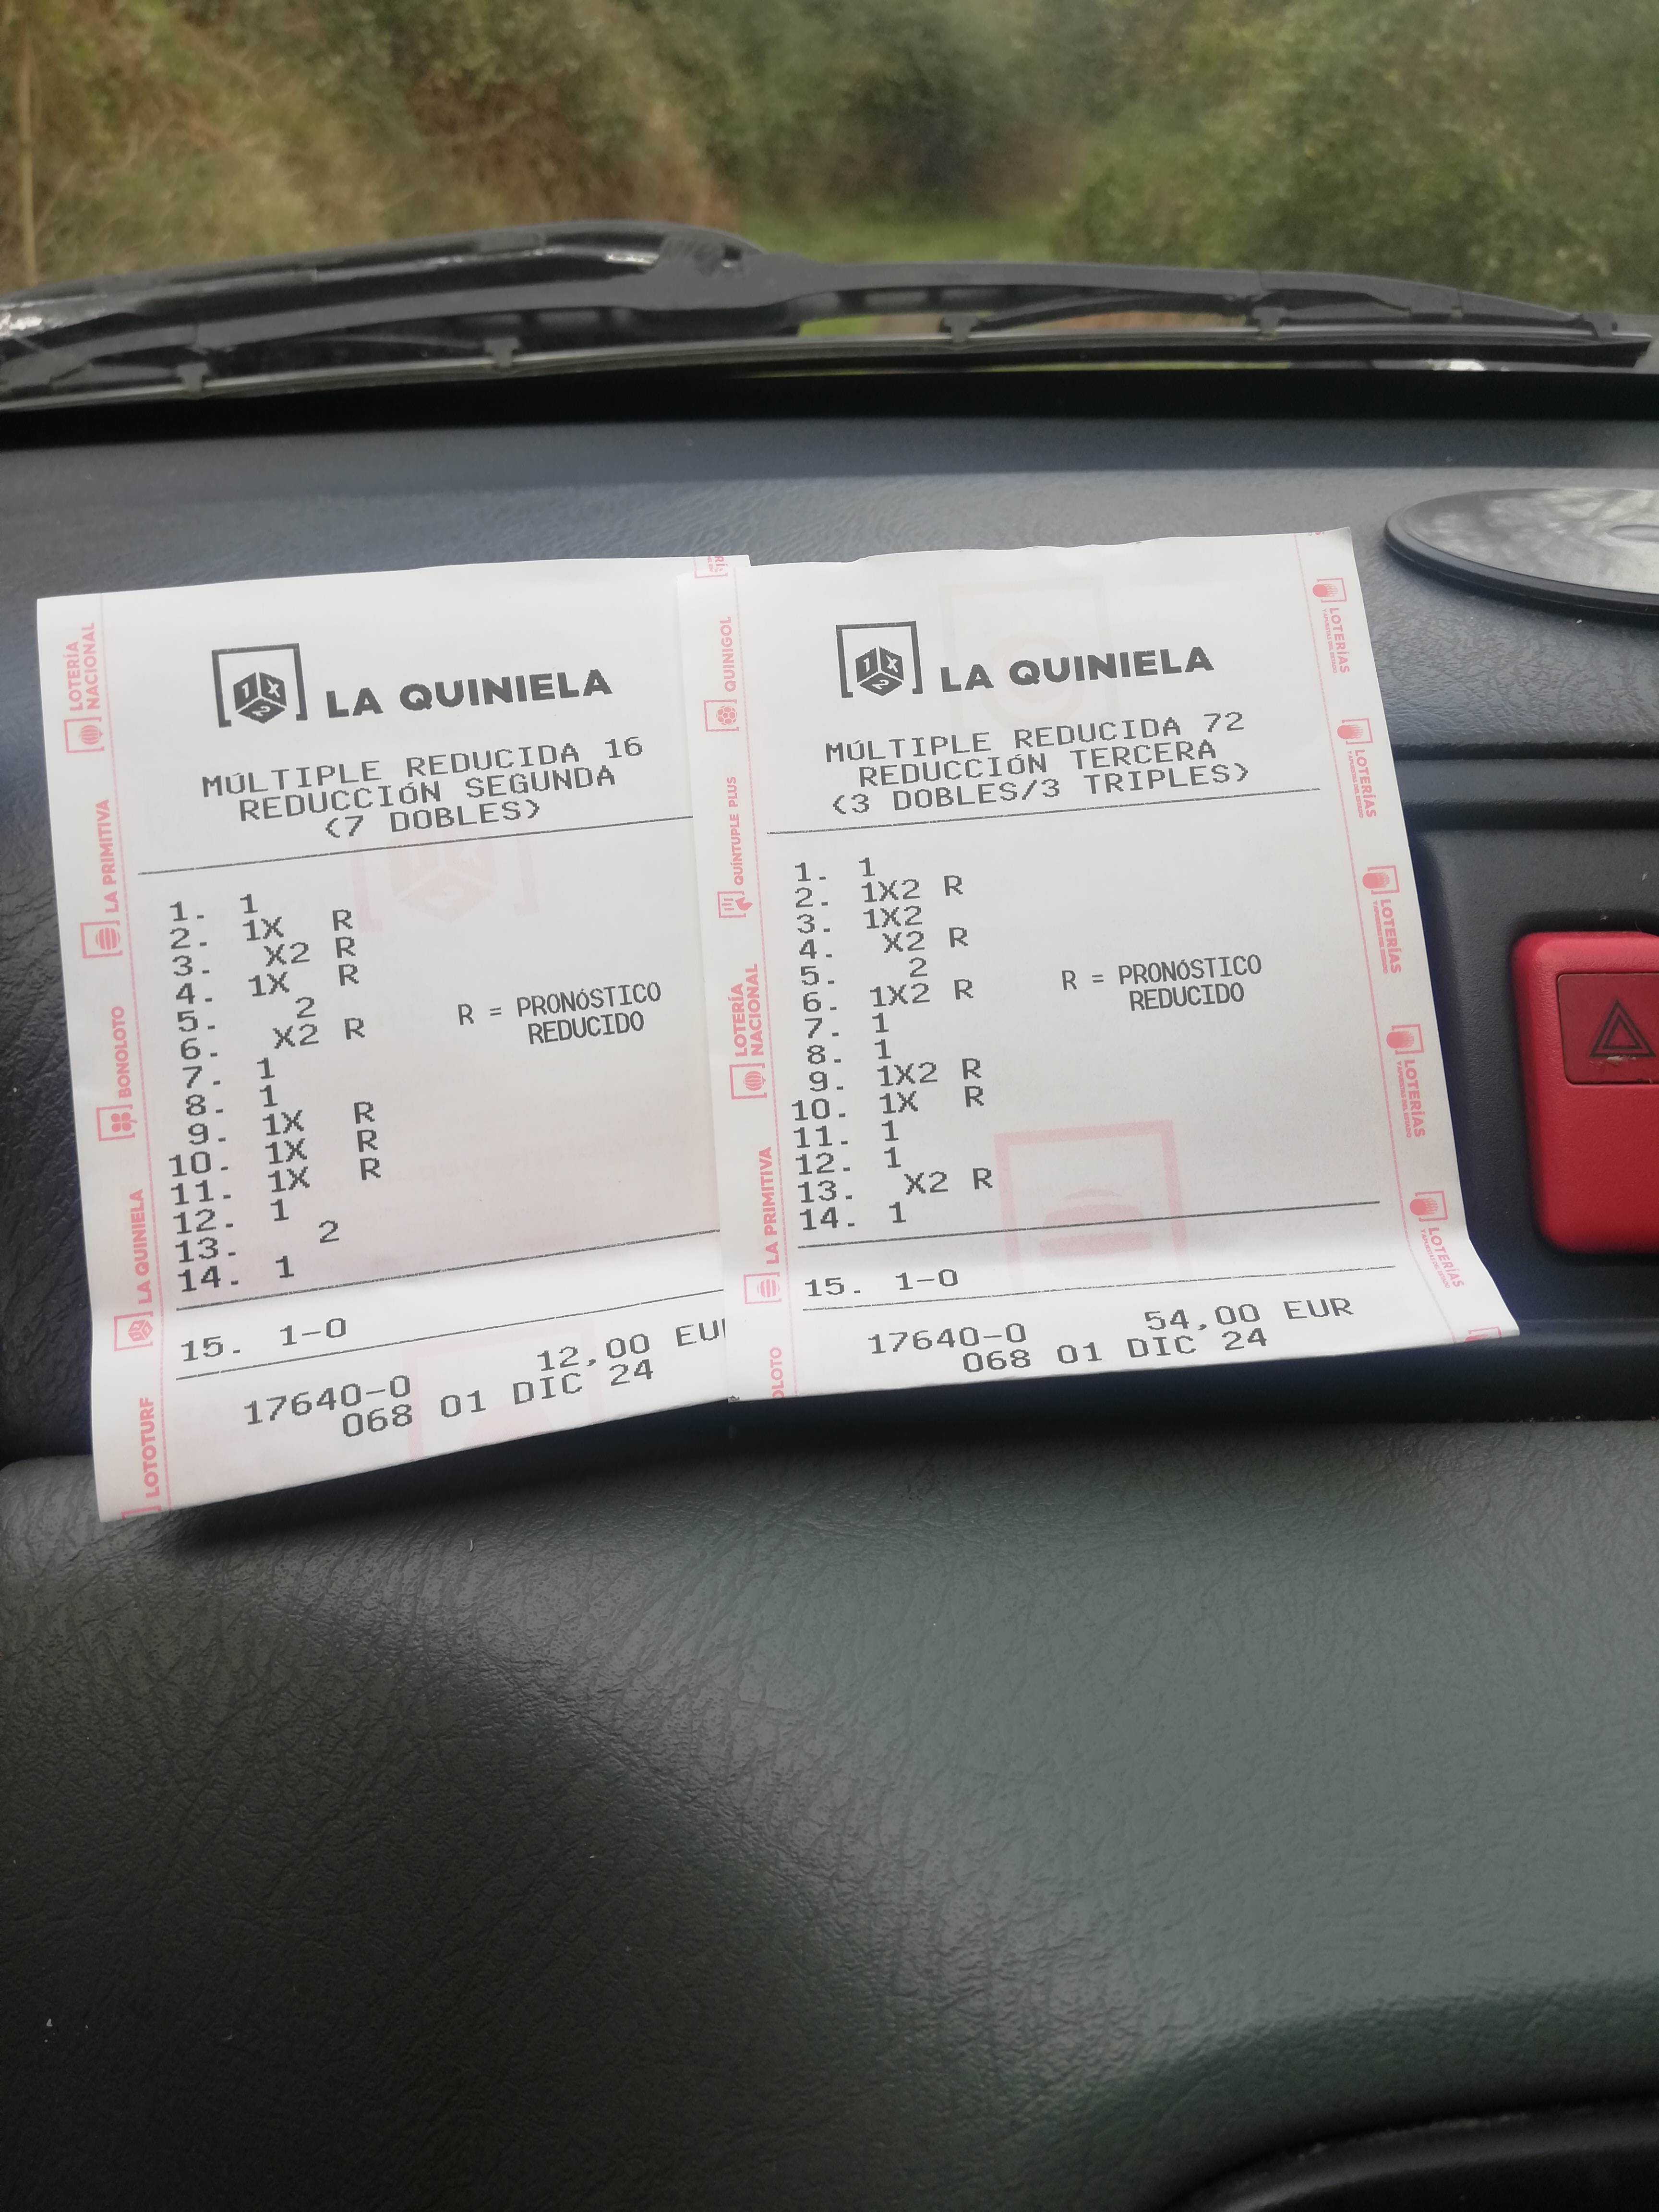 LA QUINIELA
MÚLTIPLE REDUCIDA 16
REDUCCIÓN SEGUNDA
(7 DOBLES)
1. 1
2. 1X R
3. X2 R
4. 1X R
5. 2
6. X2 R
7. 1
8. 1
9. 1X R
10. 1X R
11. 1X R
12. 1
13. 2
14. 1
R = PRONÓSTICO
REDUCIDO
15. 1-0
12,00 EU
17640-0
068 01 DIC 24
LOTERÍA
NACIONAL
LA PRIMITIVA
BONOLOTO
LA QUINIELA
LOTOTURF
LA QUINIELA
MÚLTIPLE REDUCIDA 72
REDUCCIÓN TERCERA
(3 DOBLES/3 TRIPLES)
1. 1
2. 1X2 R
3. 1X2
4. X2 R
5. 2
6. 1X2 R
7. 1
8. 1
9. 1X2 R
10. 1X R
11. 1
12. 1
13. X2 R
14. 1
R = PRONÓSTICO
REDUCIDO
15. 1-0
54,00 EUR
17640-0
068 01 DIC 24
QUINIGOL
QUÍNTUPLE PLUS
LOTERÍA
NACIONAL
LA PRIMITIVA
OLOTO
LOTERÍAS
LOTERÍAS
LOTERÍAS
LOTERÍAS
LOTERÍAS